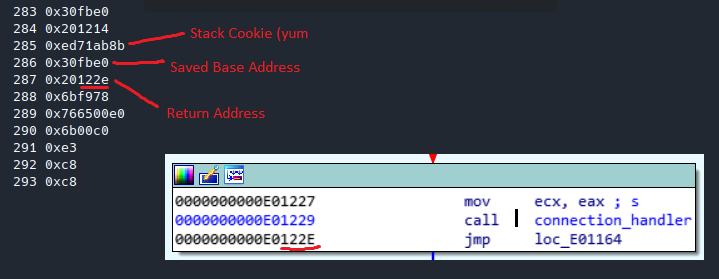 283 0x30fbe0
284 0x201214
285 0xed71ab8b
Stack Cookie (yum
286 0x30fbe0
Saved Base Address
287 0x20122e
288 0x6bf978
289 0x766500e0
Return Address
290 0x6b00c0
291 0xe3
292 0xc8
293 0xc8
0000000000E01227 mov ecx, eax ; s
0000000000E01229 call connection_handler
0000000000E0122E jmp loc_E01164